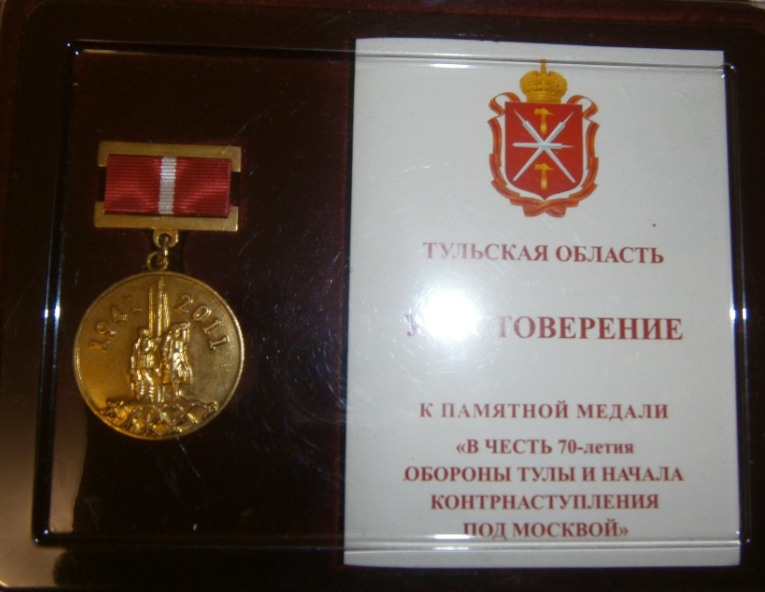 1941 2011
ТУЛЬСКАЯ ОБЛАСТЬ
К ПАМЯТНОЙ МЕДАЛИ
«В ЧЕСТЬ 70-летия
ОБОРОНЫ ТУЛЫ И НАЧАЛА
КОНТРНАСТУПЛЕНИЯ
ПОД МОСКВОЙ»